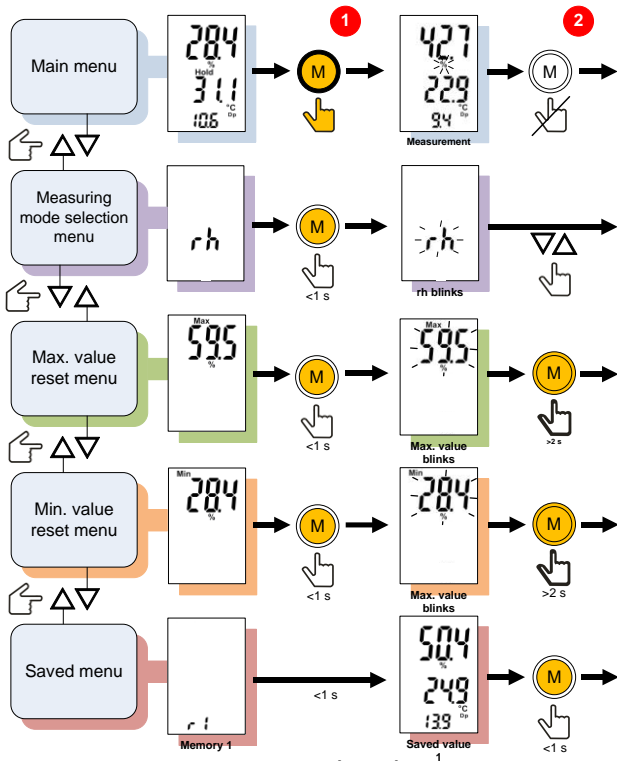 1
2
Main menu
28.4
%
Hold
31.1
°C
10.6
Dp
M
42.7
%
22.9
°C
9.4
Dp
Measurement
M
Measuring
mode selection
menu
rh
M
<1 s
rh
rh blinks
Max. value
reset menu
Max
59.5
%
M
<1 s
Max
59.5
%
Max. value
blinks
M
>2 s
Min. value
reset menu
Min
28.4
%
M
<1 s
Min
28.4
%
Max. value
blinks
M
>2 s
Saved menu
r 1
Memory 1
<1 s
50.4
%
24.9
°C
13.9
Dp
Saved value
1
M
<1 s